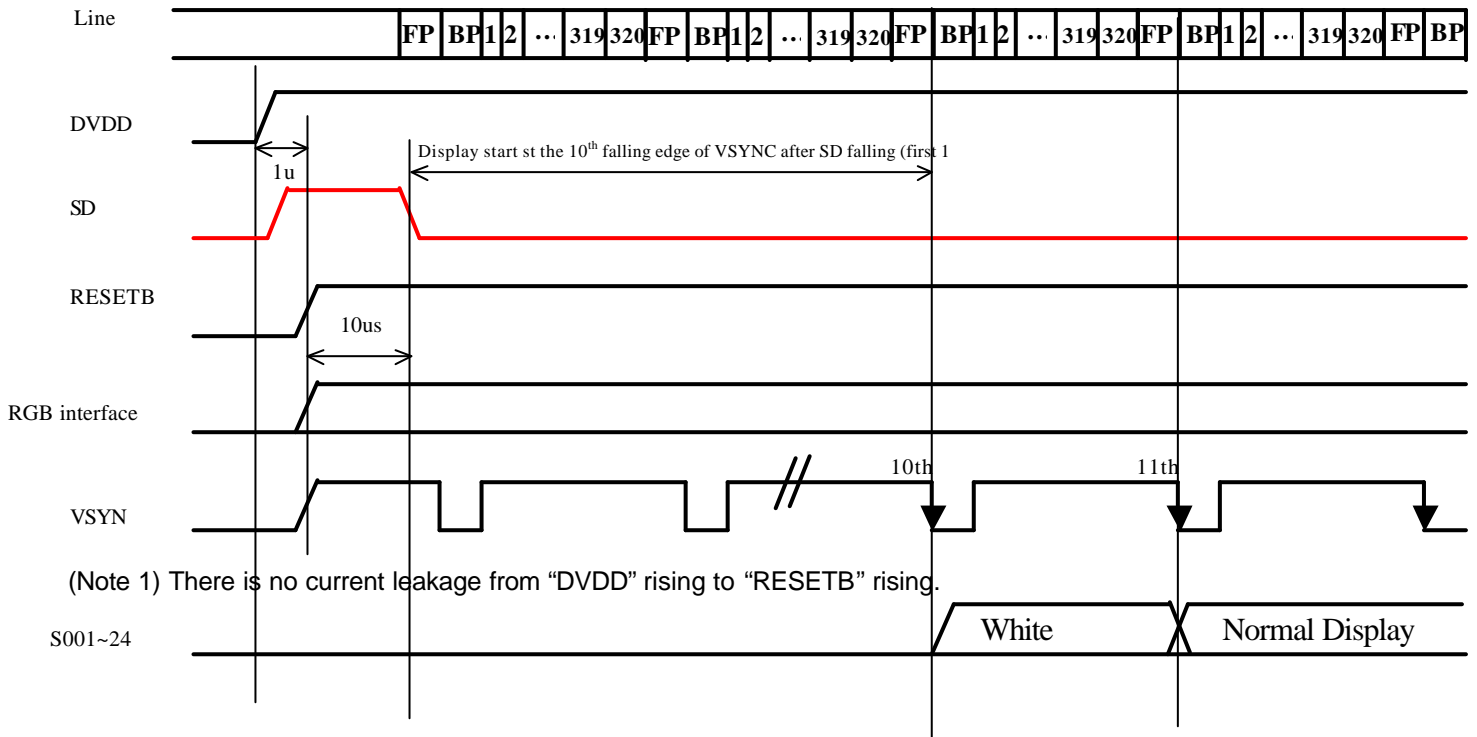 Line FP BP 1 2 ... 319 320 FP BP 1 2 ... 319 320 FP BP 1 2 ... 319 320 FP BP 1 2 ... 319 320 FP BP
DVDD
Display start st the 10th falling edge of VSYNC after SD falling (first 1
1u
SD
RESETB
10us
RGB interface
10th 11th
VSYN
(Note 1) There is no current leakage from “DVDD” rising to “RESETB” rising.
S001~24 White Normal Display